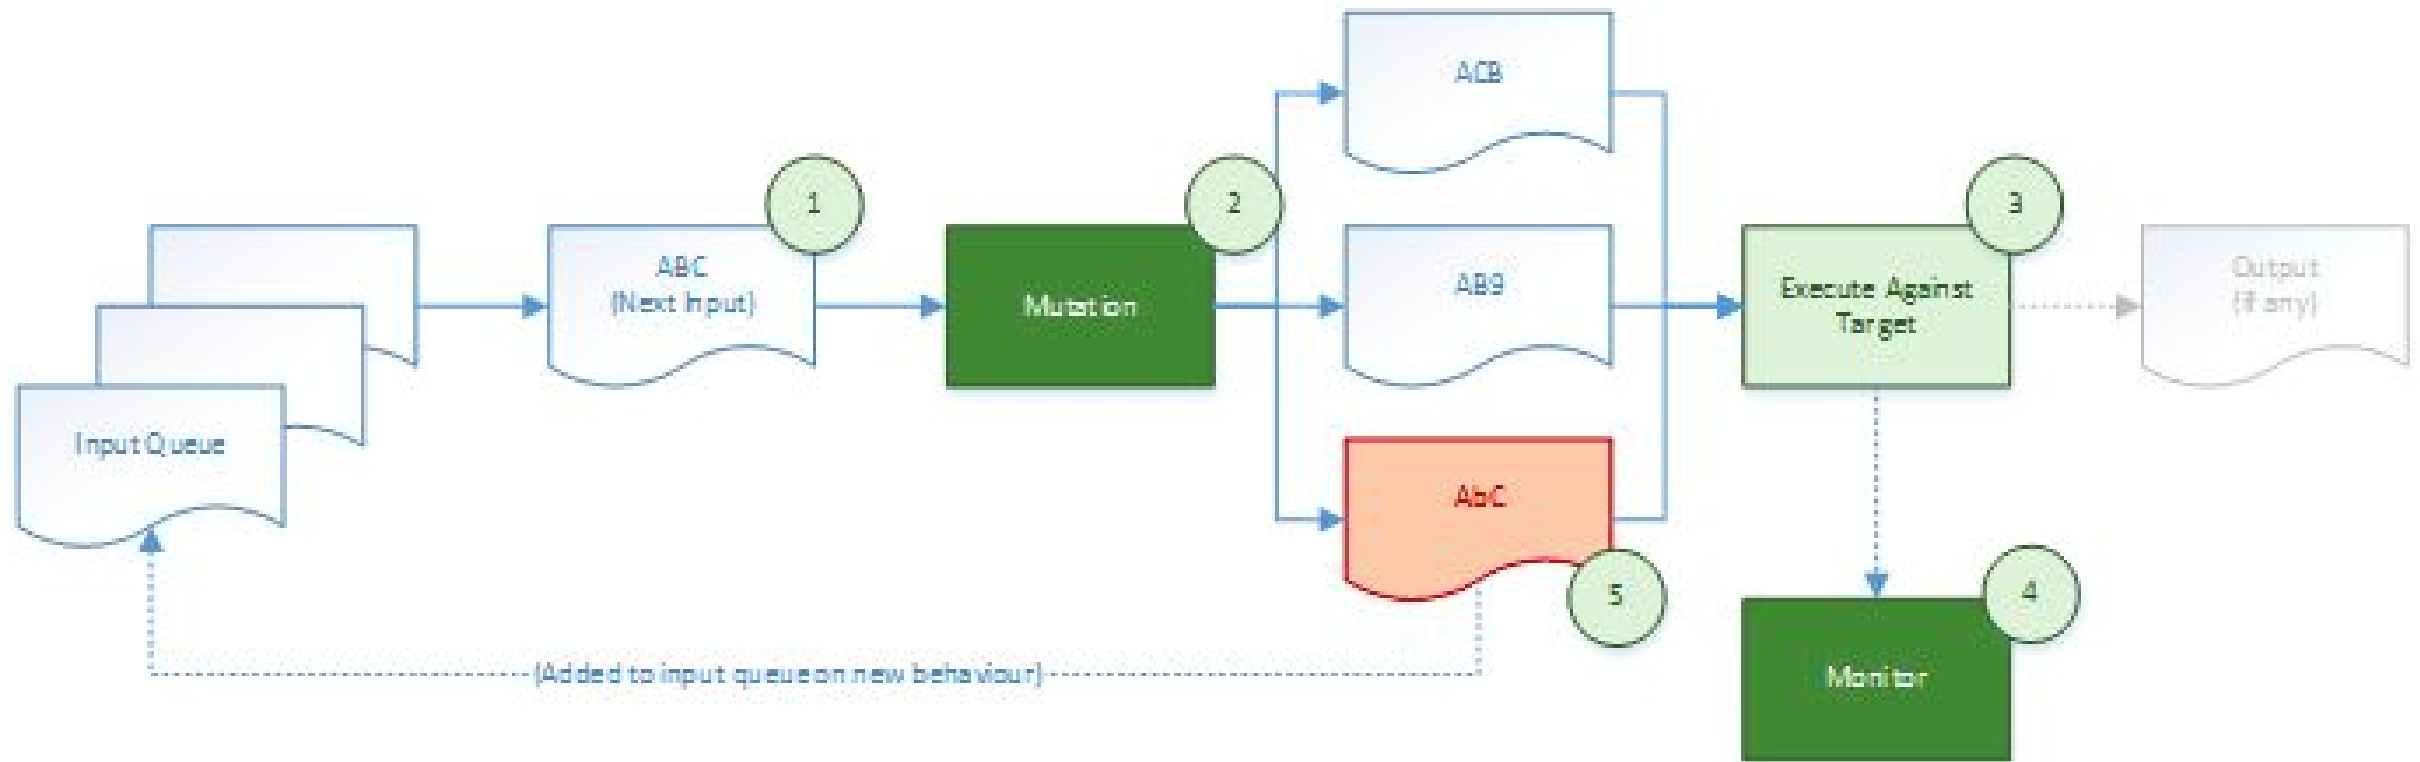 Input Queue
ABC
(Next Input)
1
Mutation
2
ACB
AB9
AbC
5
Execute Against
Target
3
Output
(if any)
Monitor
4
(Added to input queue on new behaviour)